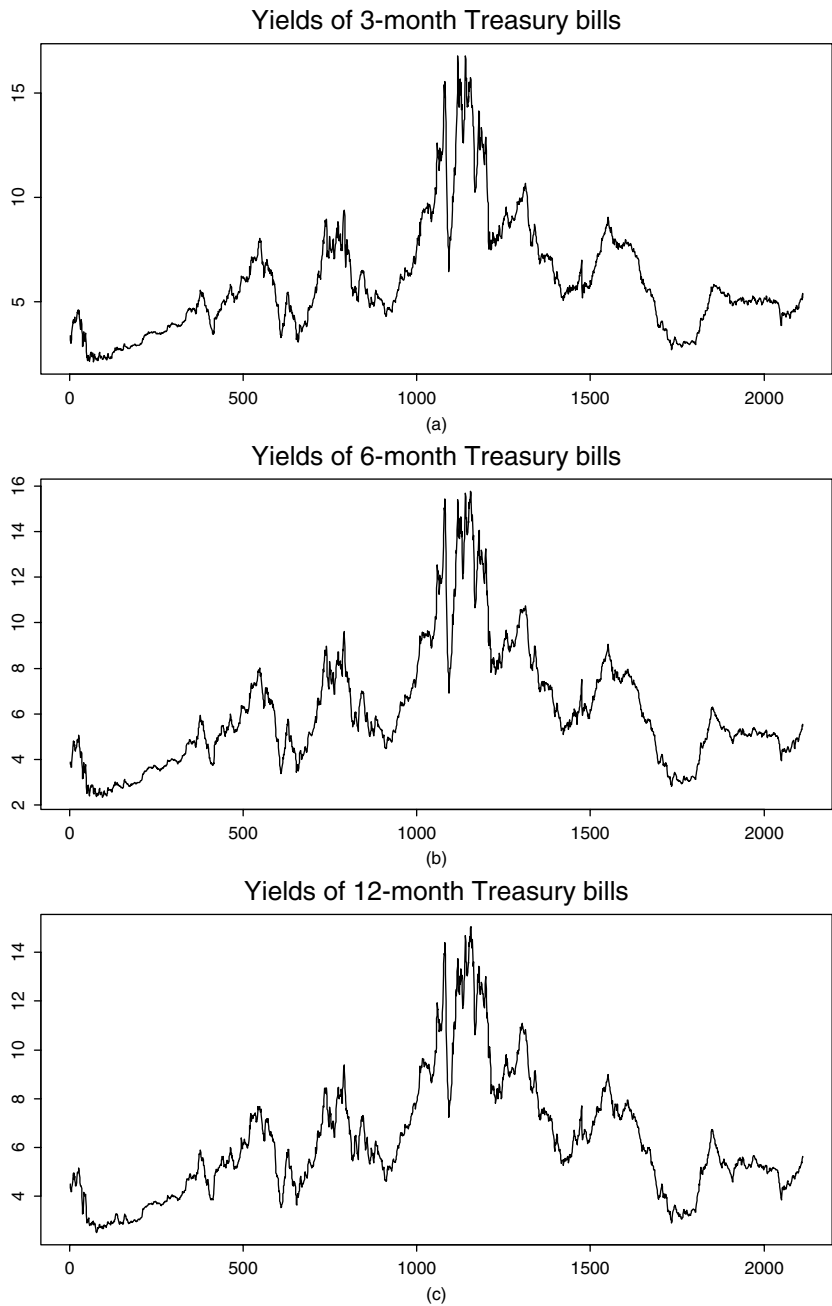 Yields of 3-month Treasury bills
15
10
5
0 500 1000 1500 2000
(a)
Yields of 6-month Treasury bills
16
14
12
10
8
6
4
2
0 500 1000 1500 2000
(b)
Yields of 12-month Treasury bills
14
12
10
8
6
4
0 500 1000 1500 2000
(c)